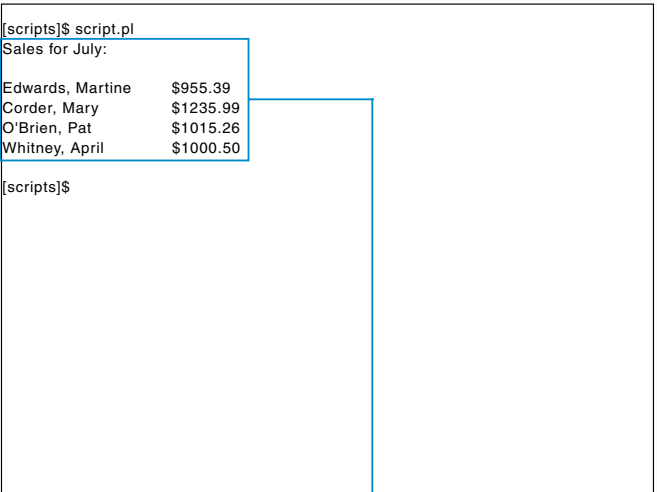 [scripts]$ script.pl
Sales for July:
Edwards, Martine $955.39
Corder, Mary $1235.99
O'Brien, Pat $1015.26
Whitney, April $1000.50
[scripts]$